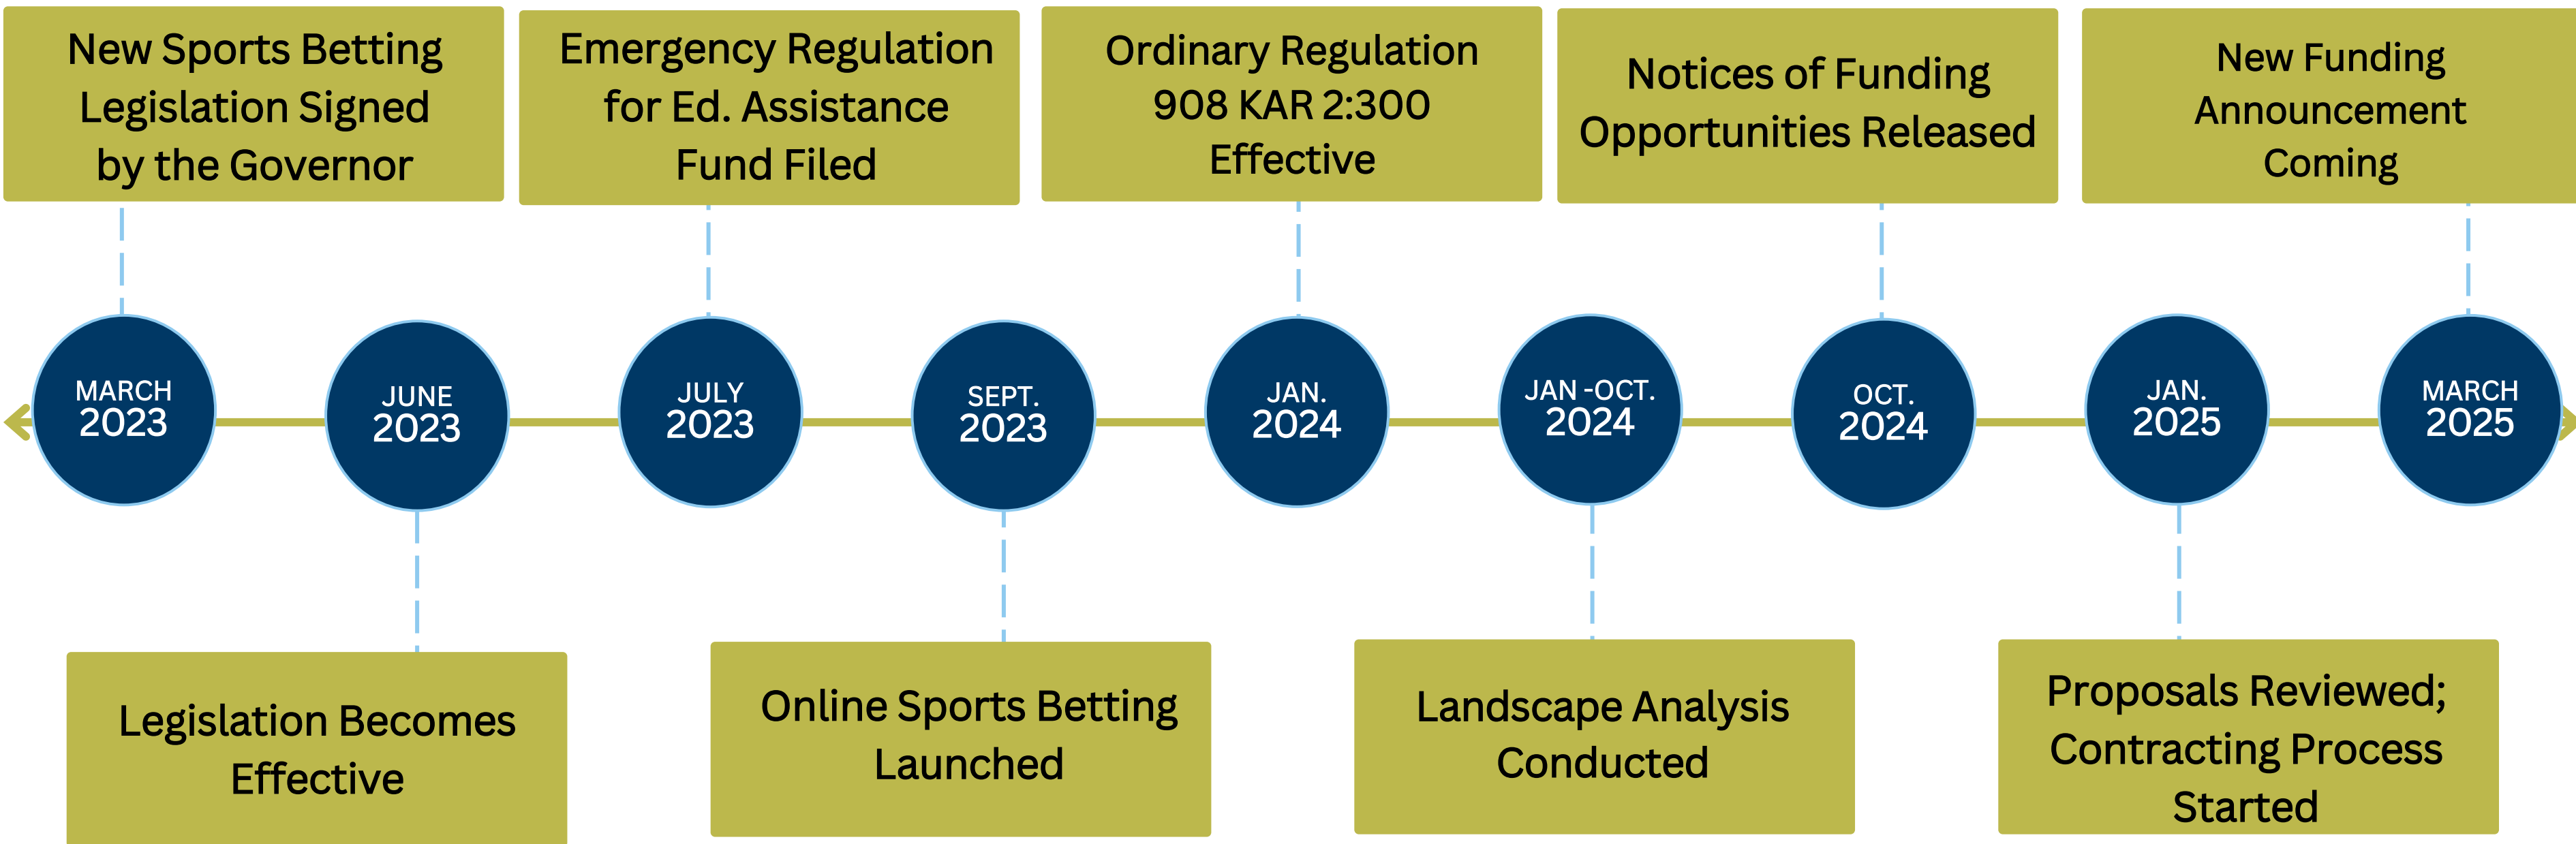 New Sports Betting
Legislation Signed
by the Governor
Emergency Regulation
for Ed. Assistance
Fund Filed
Ordinary Regulation
908 KAR 2:300
Effective
Notices of Funding
Opportunities Released
New Funding
Announcement
Coming
MARCH
2023
JUNE
2023
JULY
2023
SEPT.
2023
JAN.
2024
JAN -OCT.
2024
OCT.
2024
JAN.
2025
MARCH
2025
Legislation Becomes
Effective
Online Sports Betting
Launched
Landscape Analysis
Conducted
Proposals Reviewed;
Contracting Process
Started